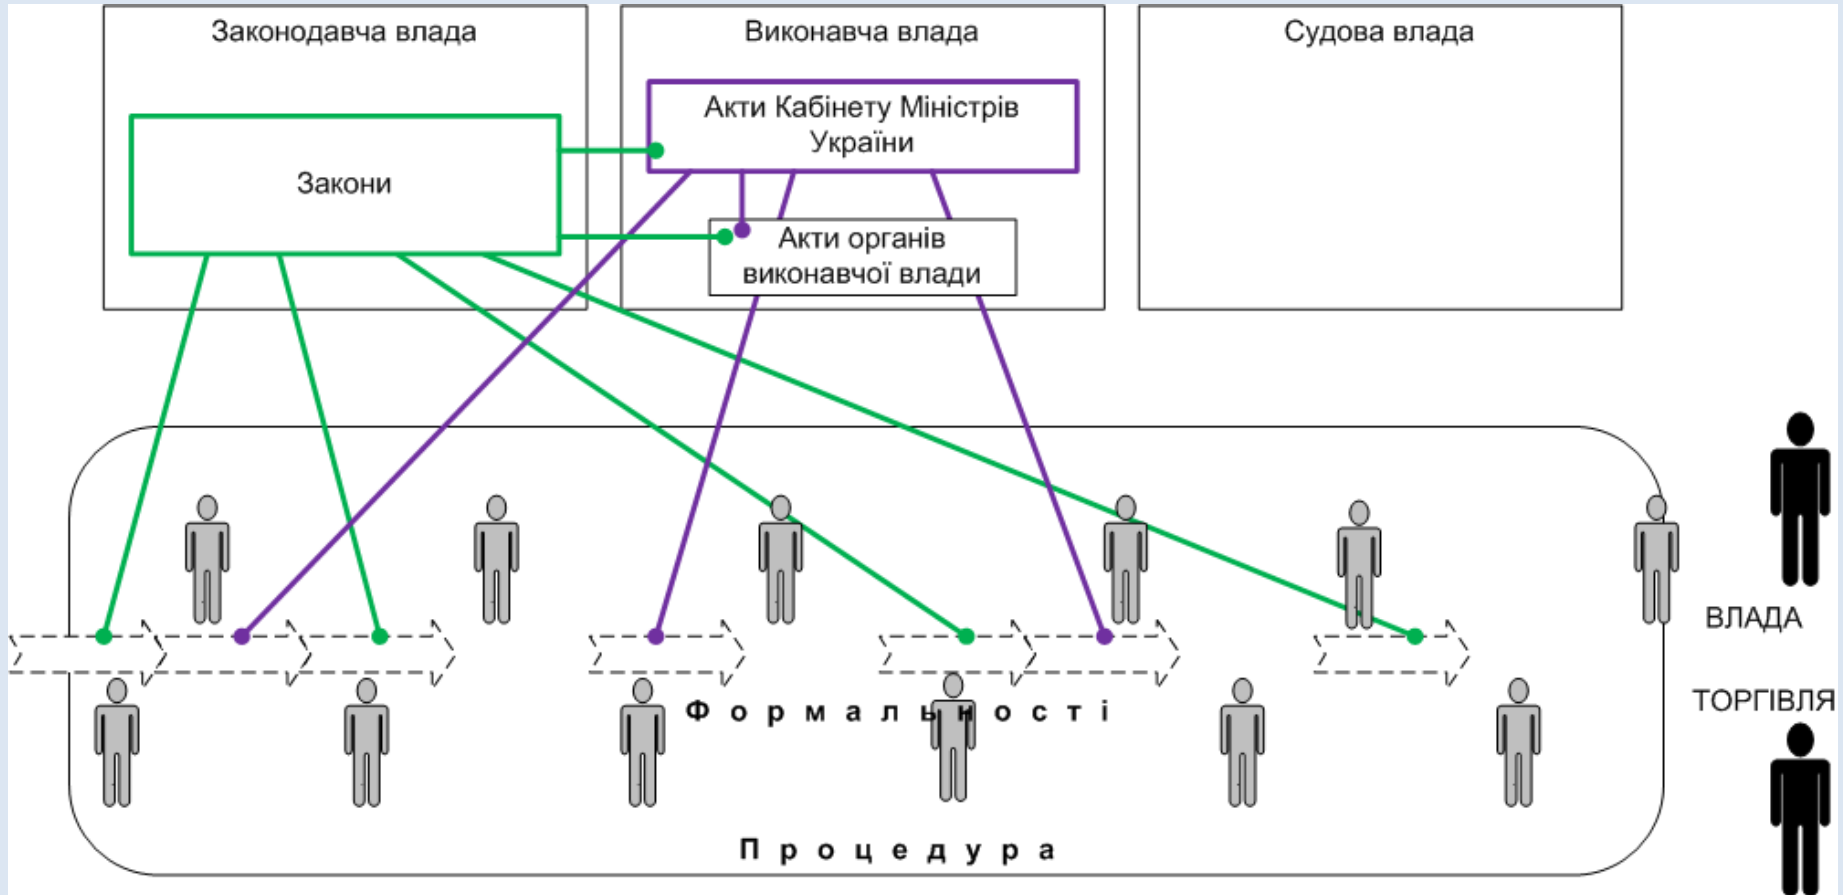 Законодавча влада
Виконавча влада
Судова влада
Акти Кабінету Міністрів
України
Закони
Акти органів
виконавчої влади
ВЛАДА
ТОРГІВЛЯ
Формальності
Процедура